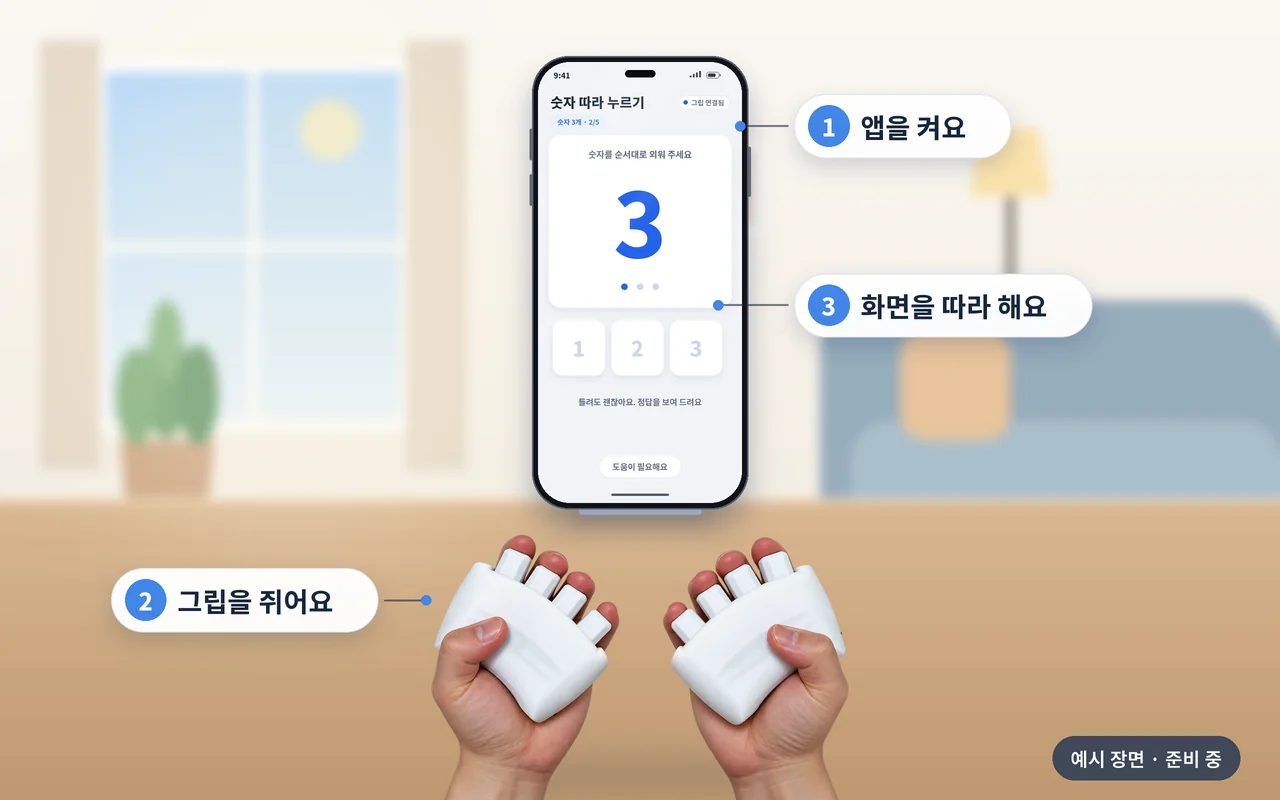 9:41
숫자 따라 누르기
그립 연결됨
숫자 3개 · 2/5
숫자를 순서대로 외워 주세요
3
1 2 3
틀려도 괜찮아요. 정답을 보여 드려요
도움이 필요해요
1 앱을 켜요
3 화면을 따라 해요
2 그립을 쥐어요
예시 장면 · 준비 중